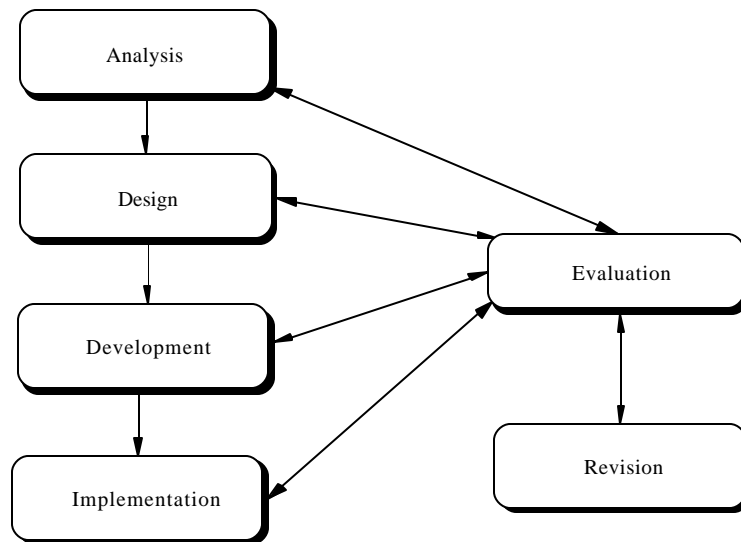 Analysis
Design
Evaluation
Development
Revision
Implementation